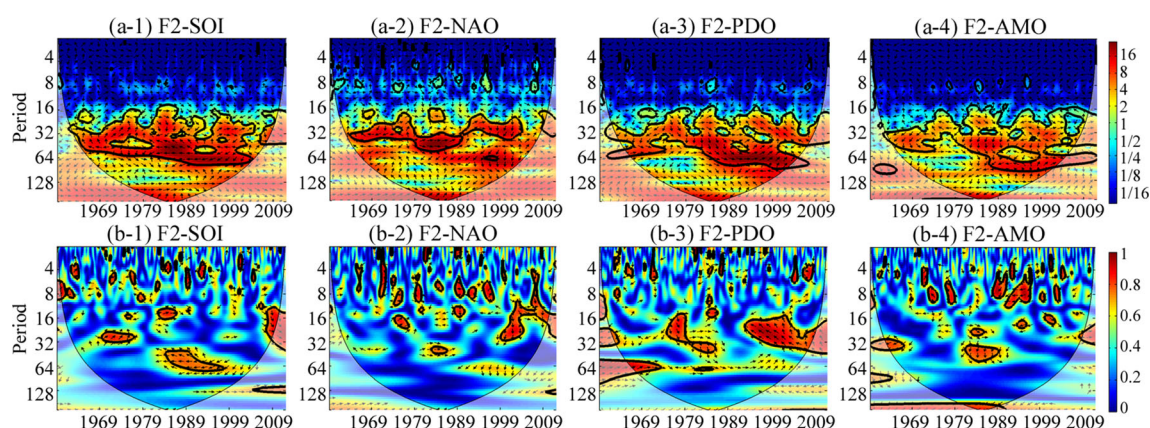 (a-1) F2-SOI (a-2) F2-NAO (a-3) F2-PDO (a-4) F2-AMO
Period
4 4 4 4
8 8 8 8
16 16 16 16
32 32 32 32
64 64 64 64
128 128 128 128
16
8
4
2
1
1/2
1/4
1/8
1/16
1969 1979 1989 1999 2009 1969 1979 1989 1999 2009 1969 1979 1989 1999 2009 1969 1979 1989 1999 2009
(b-1) F2-SOI (b-2) F2-NAO (b-3) F2-PDO (b-4) F2-AMO
Period
4 4 4 4
8 8 8 8
16 16 16 16
32 32 32 32
64 64 64 64
128 128 128 128
1
0.8
0.6
0.4
0.2
0
1969 1979 1989 1999 2009 1969 1979 1989 1999 2009 1969 1979 1989 1999 2009 1969 1979 1989 1999 2009